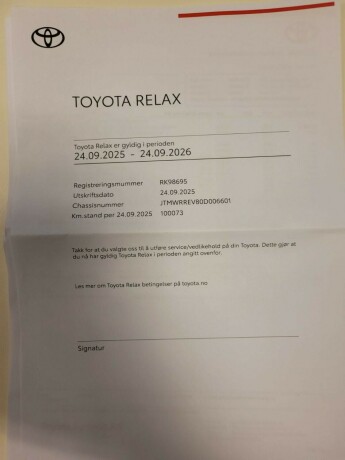 TOYOTA RELAX
Toyota Relax er gyldig i perioden
24.09.2025 - 24.09.2026
Registreringsnummer RK98695
Utskriftsdato 24.09.2025
Chassisnummer JTMWRREV80D006601
Km.stand per 24.09.2025 100073
Takk for at du valgte oss til å utføre service/vedlikehold på din Toyota. Dette gjør at
du nå har gyldig Toyota Relax i perioden angitt ovenfor.
Les mer om Toyota Relax betingelser på toyota.no
Signatur